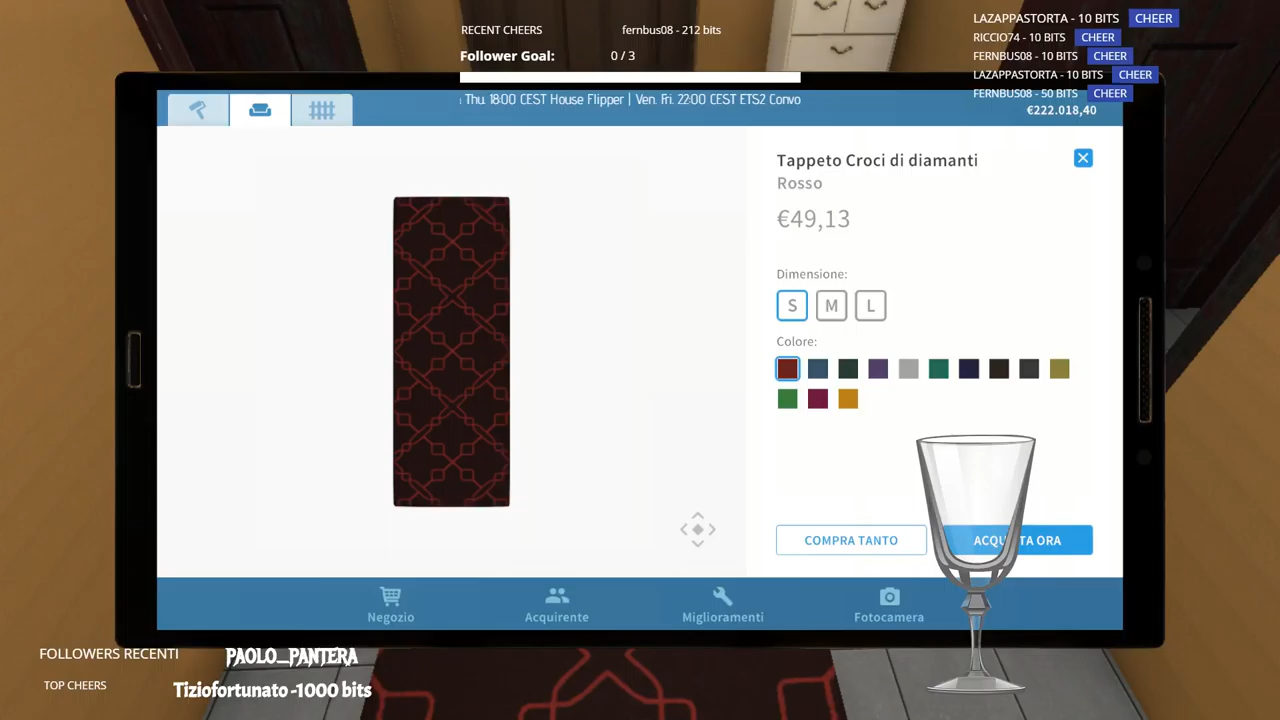 RECENT CHEERS
fernbus08 - 212 bits
Follower Goal:
0 / 3
LAZAPPASTORTA - 10 BITS CHEER
RICCIO74 - 10 BITS CHEER
FERNBUS08 - 10 BITS CHEER
LAZAPPASTORTA - 10 BITS CHEER
FERNBUS08 - 50 BITS CHEER
Thu. 18:00 CEST House Flipper | Ven. Fri. 22:00 CEST ETS2 Convo
€222.018,40
Tappeto Croci di diamanti
Rosso
€49,13
Dimensione:
S M L
Colore:
COMPRA TANTO
ACQU TA ORA
Negozio
Acquirente
Miglioramenti
Fotocamera
FOLLOWERS RECENTI
PAOLO_PANTERA
TOP CHEERS
Tiziofortunato -1000 bits